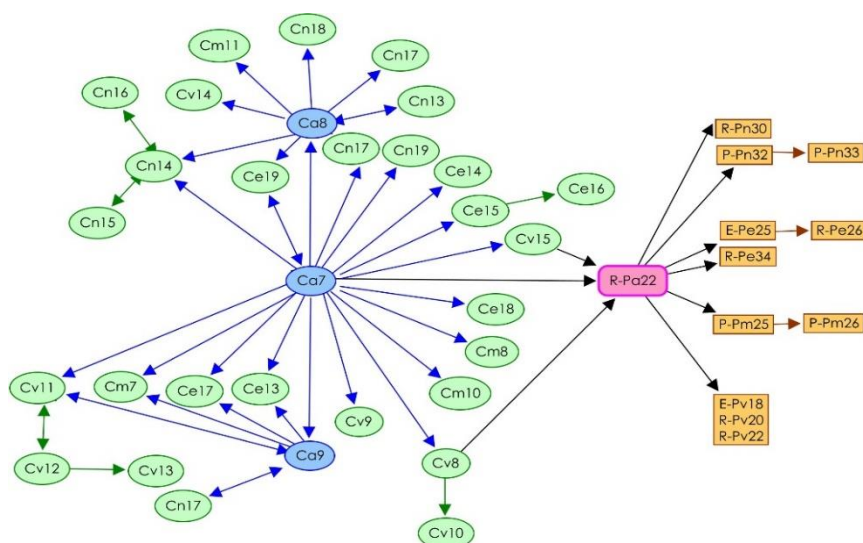 Cn18
Cm11
Cn17
Cn16
Cv14
Cn13
Ca8
R-Pn30
Cn17
Cn19
P-Pn32
P-Pn33
Cn14
Ce19
Ce14
Ce16
Ce15
Cn15
E-Pe25
R-Pe26
Cv15
R-Pe34
Ca7
R-Pa22
Ce18
P-Pm25
P-Pm26
Cm8
Cv11
Cm7
Ce17
Ce13
Cm10
E-Pv18
R-Pv20
R-Pv22
Cv9
Ca9
Cv8
Cv12
Cv13
Cn17
Cv10